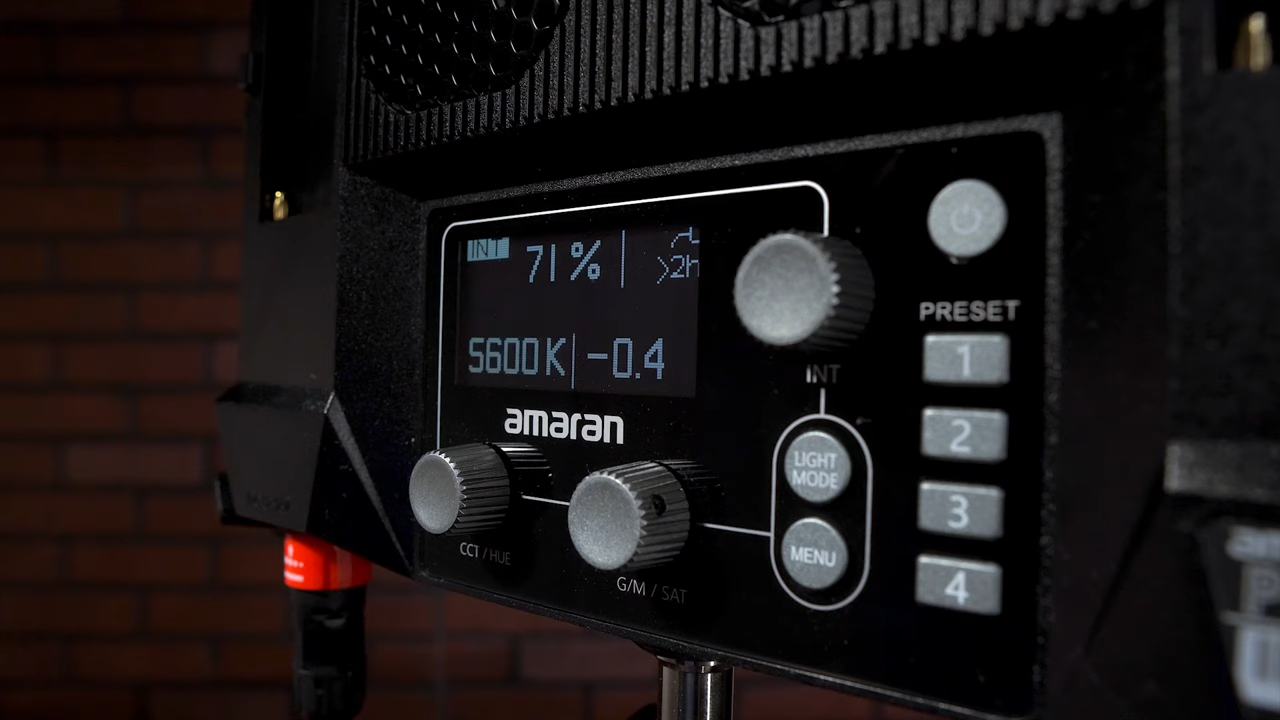 INT 71% >2h
5600K -0.4
amaran
CCT / HUE
G/M / SAT
INT
LIGHT MODE
MENU
PRESET
1
2
3
4